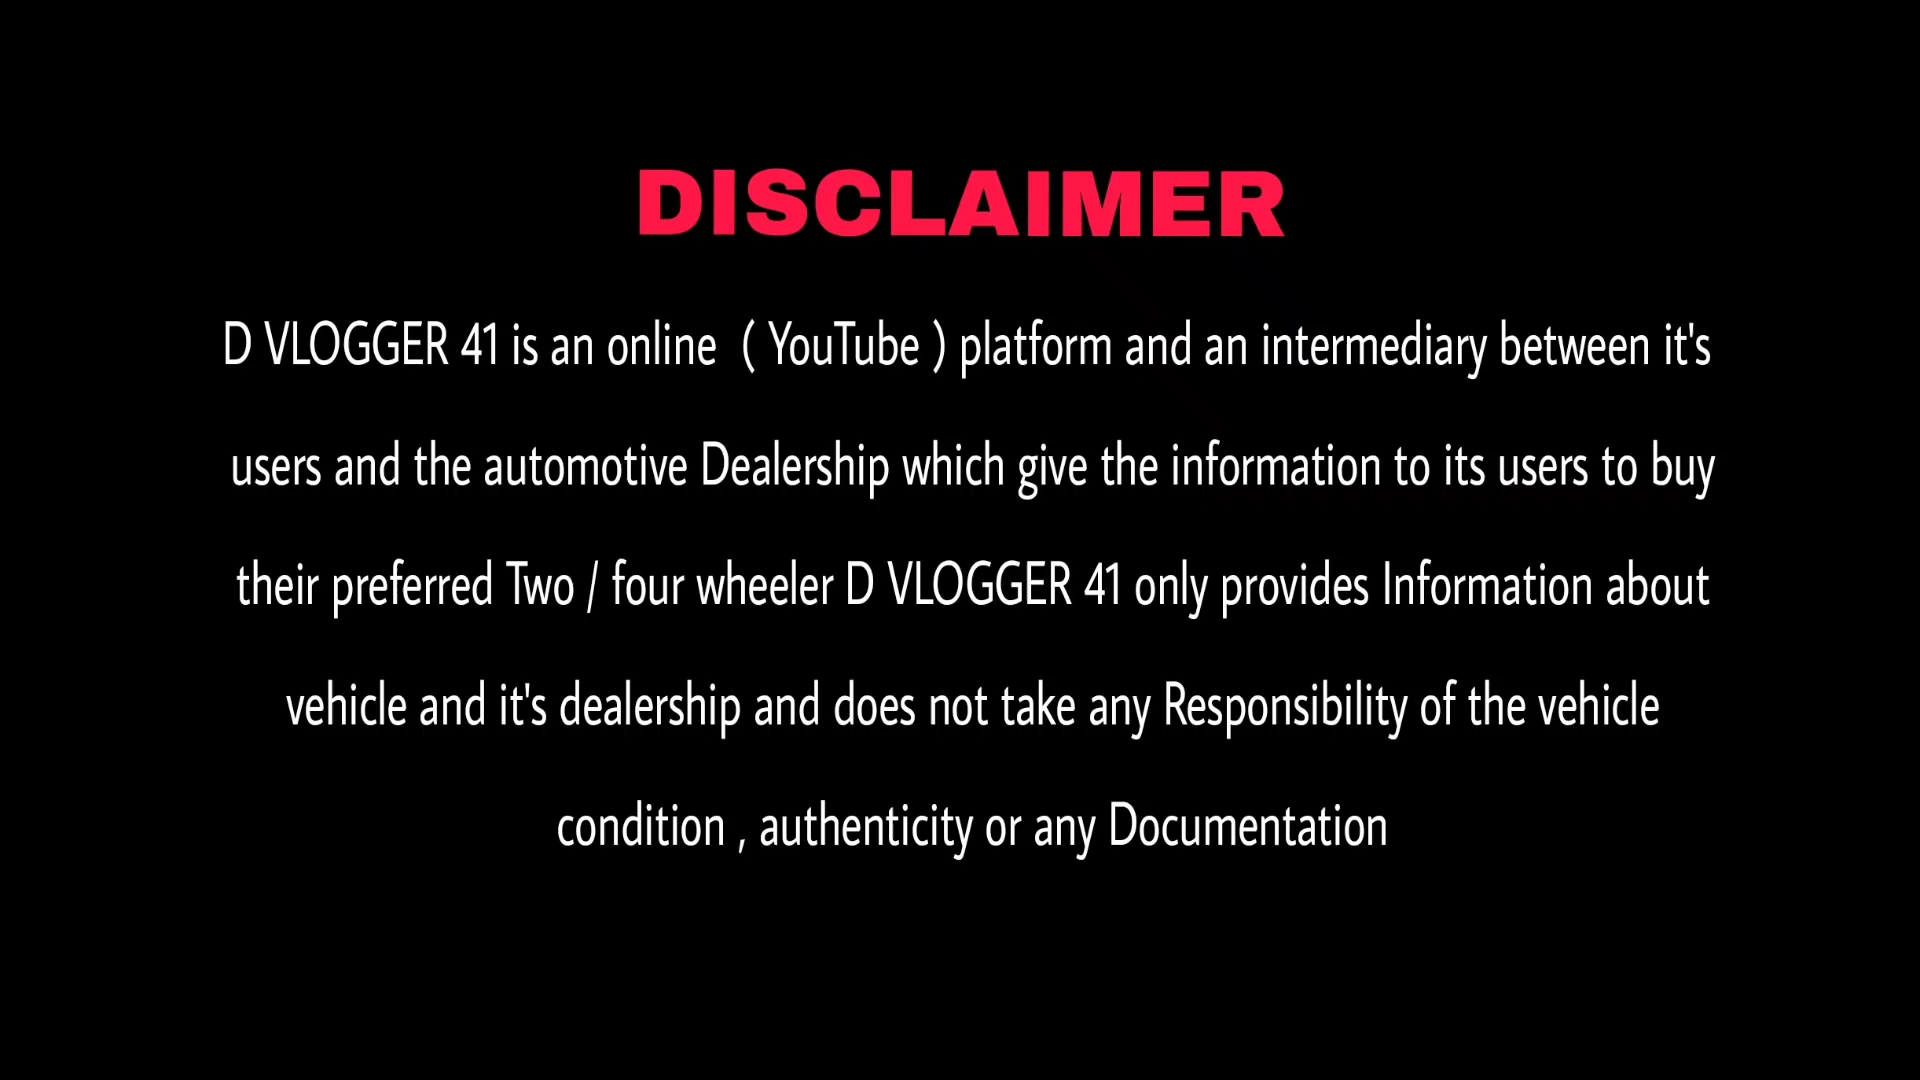 DISCLAIMER
D VLOGGER 41 is an online ( YouTube ) platform and an intermediary between it's
users and the automotive Dealership which give the information to its users to buy
their preferred Two / four wheeler D VLOGGER 41 only provides Information about
vehicle and it's dealership and does not take any Responsibility of the vehicle
condition , authenticity or any Documentation